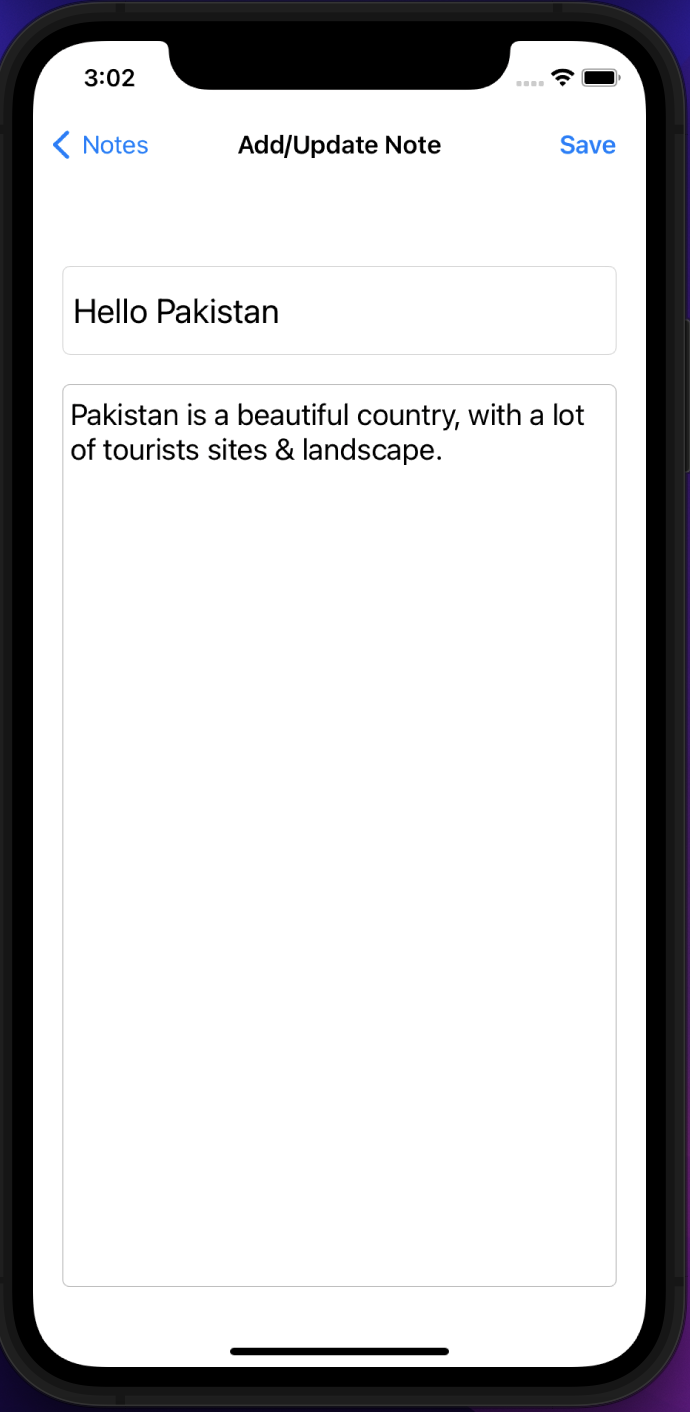 3:02
Notes Add/Update Note Save
Hello Pakistan
Pakistan is a beautiful country, with a lot
of tourists sites & landscape.